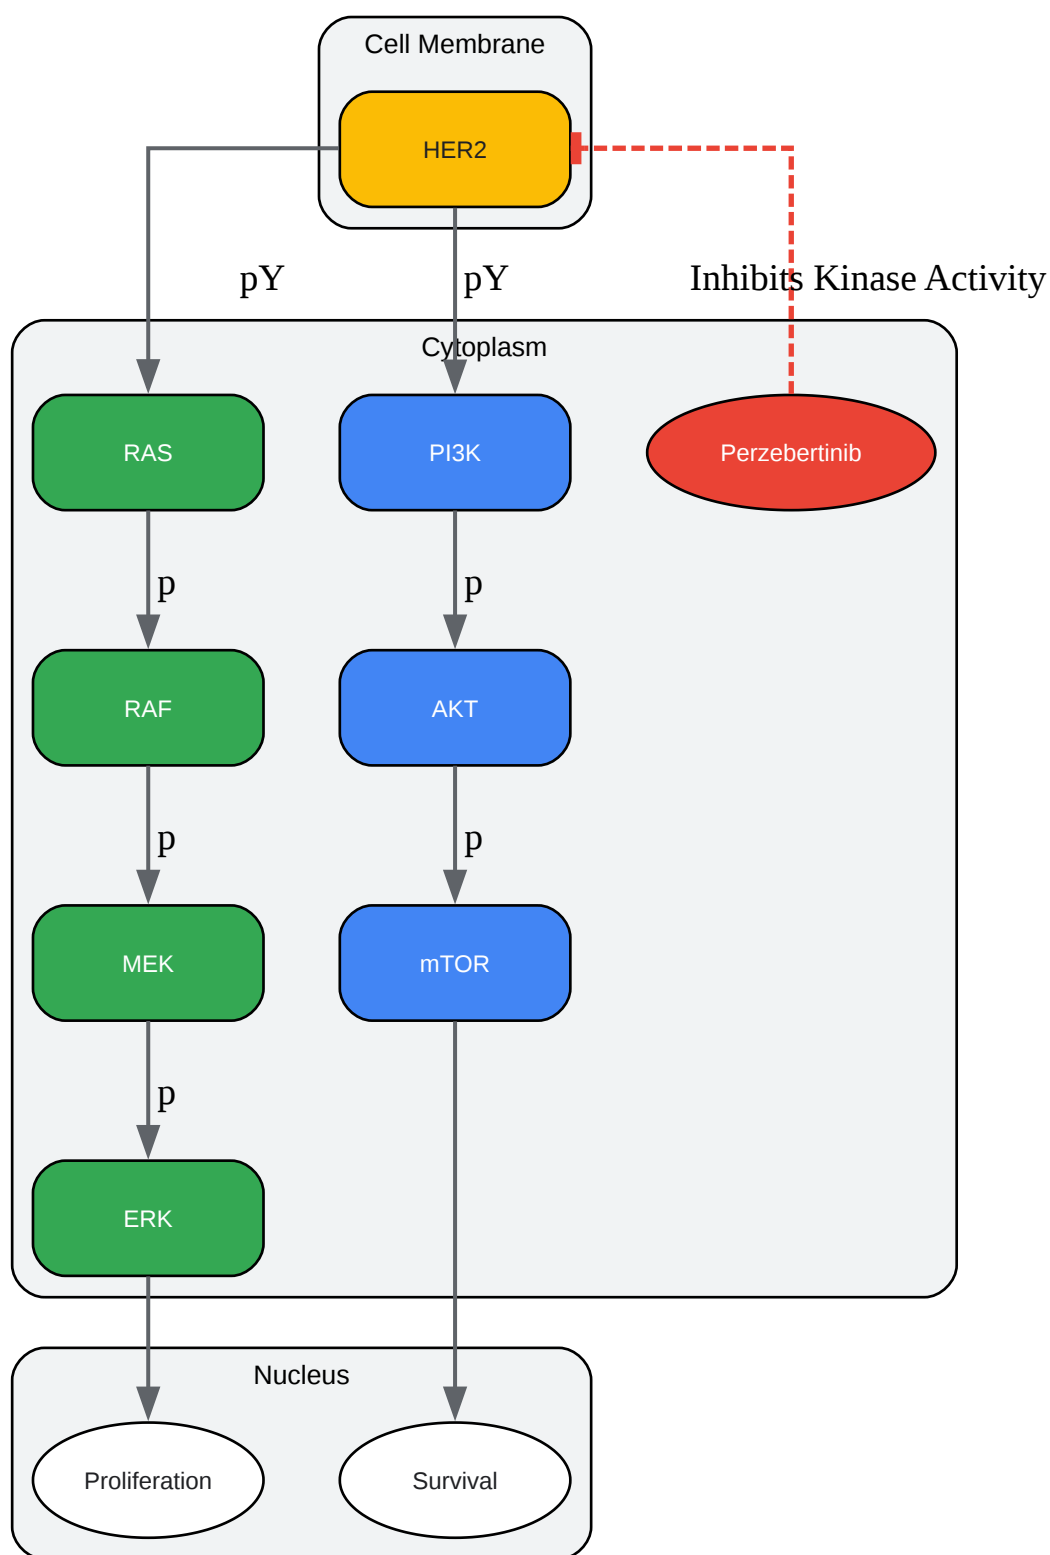 Cell Membrane
HER2
pY
pY
Inhibits Kinase Activity
Cytoplasm
RAS
PI3K
Perzebertinib
p
p
RAF
AKT
p
p
MEK
mTOR
p
ERK
Nucleus
Proliferation
Survival